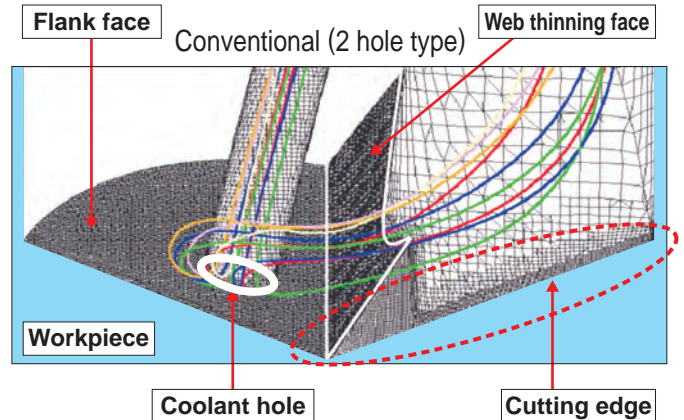 Flank face
Web thinning face
Conventional (2 hole type)
Workpiece
Coolant hole
Cutting edge